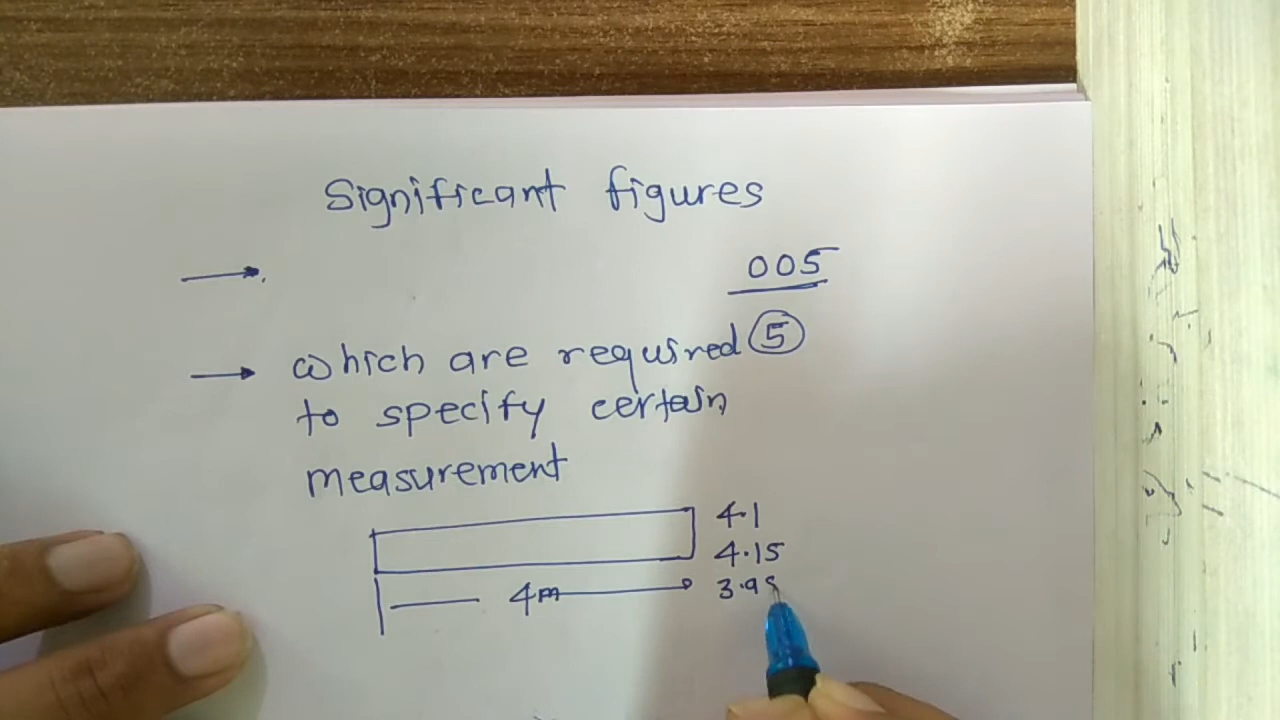 Significant figures
005
which are required 5
to specify certain
measurement
4.1
4.15
4m